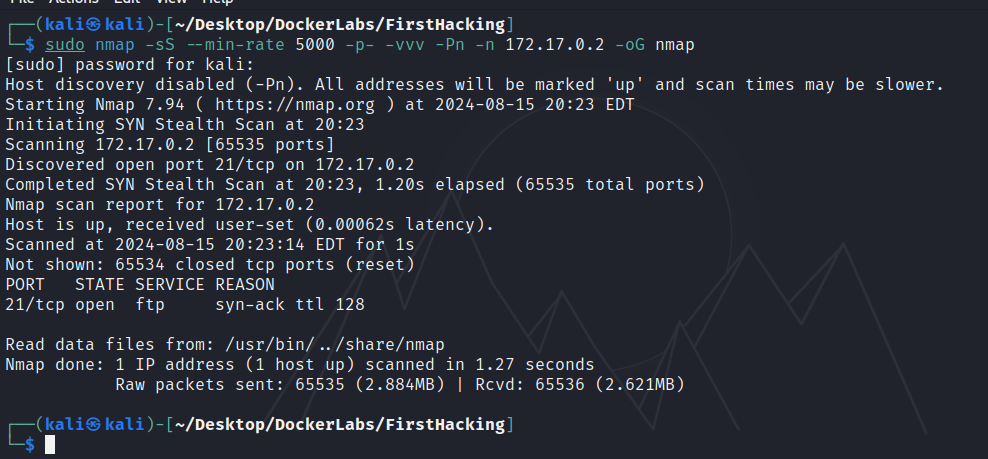 File Actions Edit View Help
┌──(kali㉿kali)-[~/Desktop/DockerLabs/FirstHacking]
└─$ sudo nmap -sS --min-rate 5000 -p- -vvv -Pn -n 172.17.0.2 -oG nmap
[sudo] password for kali:
Host discovery disabled (-Pn). All addresses will be marked 'up' and scan times may be slower.
Starting Nmap 7.94 ( https://nmap.org ) at 2024-08-15 20:23 EDT
Initiating SYN Stealth Scan at 20:23
Scanning 172.17.0.2 [65535 ports]
Discovered open port 21/tcp on 172.17.0.2
Completed SYN Stealth Scan at 20:23, 1.20s elapsed (65535 total ports)
Nmap scan report for 172.17.0.2
Host is up, received user-set (0.00062s latency).
Scanned at 2024-08-15 20:23:14 EDT for 1s
Not shown: 65534 closed tcp ports (reset)
PORT   STATE SERVICE REASON
21/tcp open  ftp     syn-ack ttl 128
Read data files from: /usr/bin/../share/nmap
Nmap done: 1 IP address (1 host up) scanned in 1.27 seconds
Raw packets sent: 65535 (2.884MB) | Rcvd: 65536 (2.621MB)
┌──(kali㉿kali)-[~/Desktop/DockerLabs/FirstHacking]
└─$